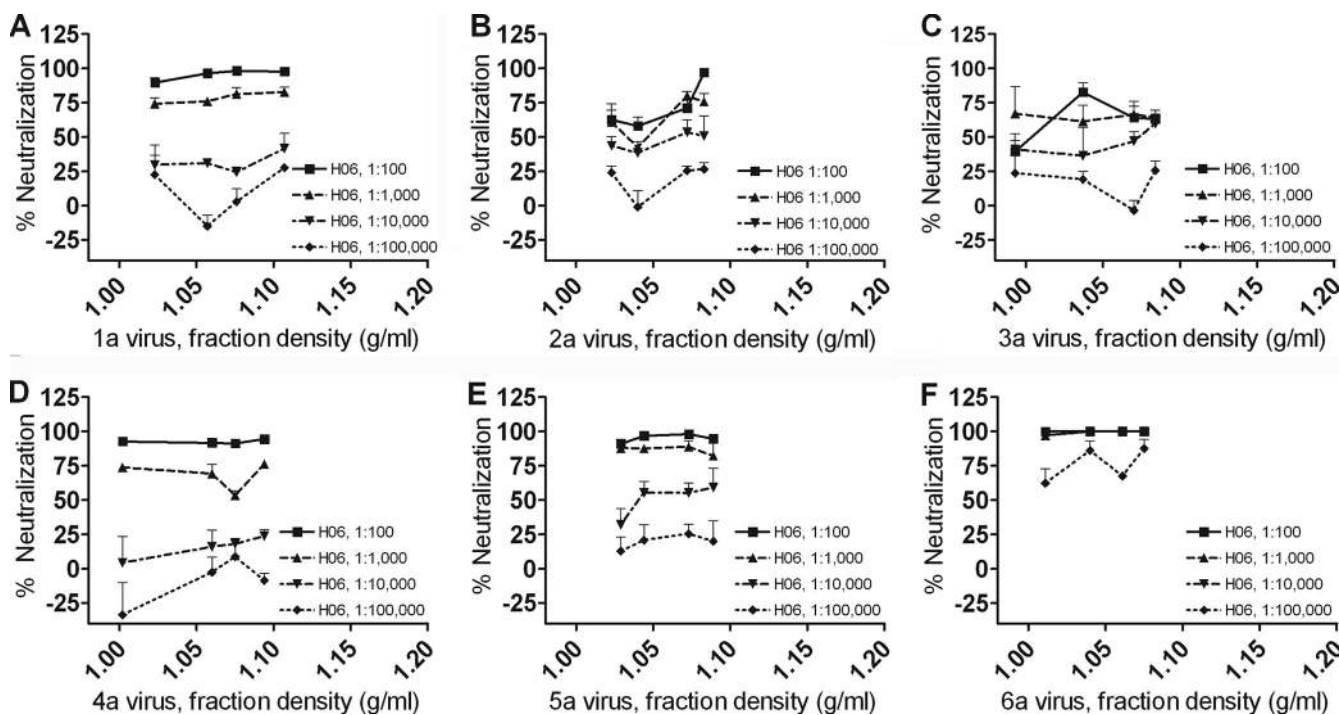 A
% Neutralization
125
100
75
50
25
0
-25
H06, 1:100
H06, 1:1,000
H06, 1:10,000
H06, 1:100,000
1.00
1.05
1.10
1.15
1.20
1a virus, fraction density (g/ml)
B
% Neutralization
125
100
75
50
25
0
-25
H06 1:100
H06, 1:1,000
H06, 1:10,000
H06, 1:100,000
1.00
1.05
1.10
1.15
1.20
2a virus, fraction density (g/ml)
C
% Neutralization
125
100
75
50
25
0
-25
H06, 1:100
H06, 1:1,000
H06, 1:10,000
H06, 1:100,000
1.00
1.05
1.10
1.15
1.20
3a virus, fraction density (g/ml)
D
% Neutralization
125
100
75
50
25
0
-25
H06, 1:100
H06, 1:1,000
H06, 1:10,000
H06, 1:100,000
1.00
1.05
1.10
1.15
1.20
4a virus, fraction density (g/ml)
E
% Neutralization
125
100
75
50
25
0
-25
H06, 1:100
H06, 1:1,000
H06, 1:10,000
H06, 1:100,000
1.00
1.05
1.10
1.15
1.20
5a virus, fraction density (g/ml)
F
% Neutralization
125
100
75
50
25
0
-25
H06, 1:100
H06, 1:1,000
H06, 1:10,000
H06, 1:100,000
1.00
1.05
1.10
1.15
1.20
6a virus, fraction density (g/ml)